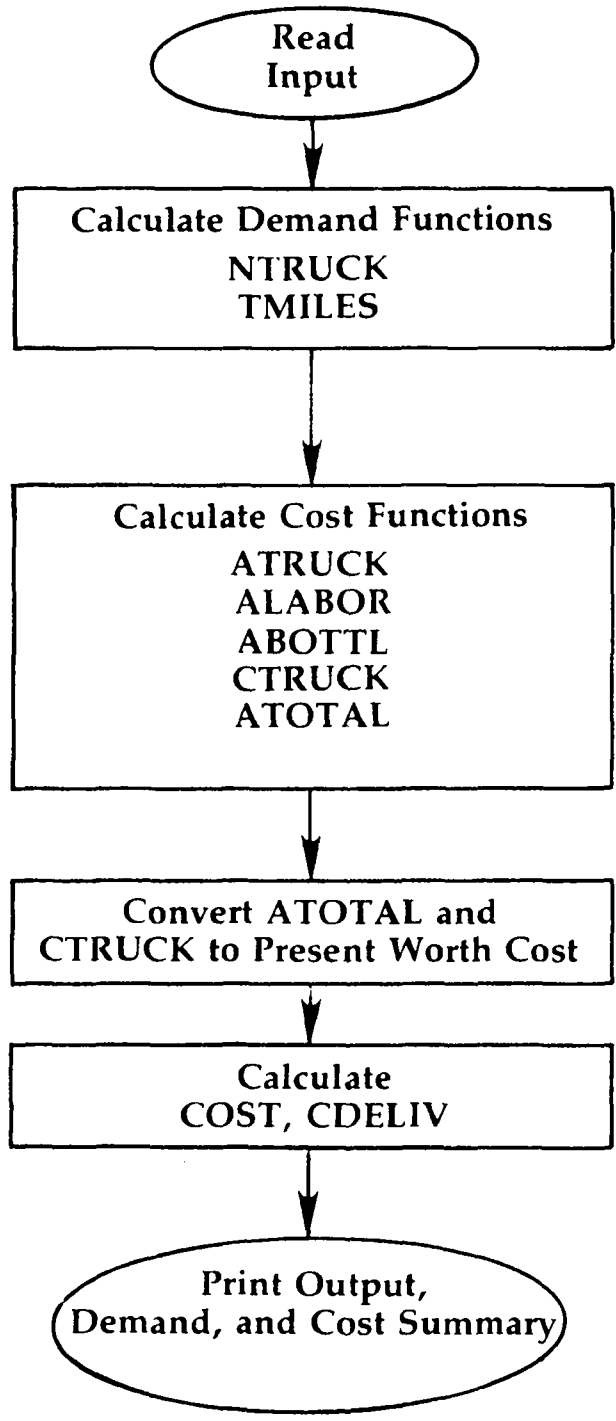 Read
Input
Calculate Demand Functions
NTRUCK
TMILES
Calculate Cost Functions
ATRUCK
ALABOR
ABOTTL
CTRUCK
ATOTAL
Convert ATOTAL and
CTRUCK to Present Worth Cost
Calculate
COST, CDELIV
Print Output,
Demand, and Cost Summary